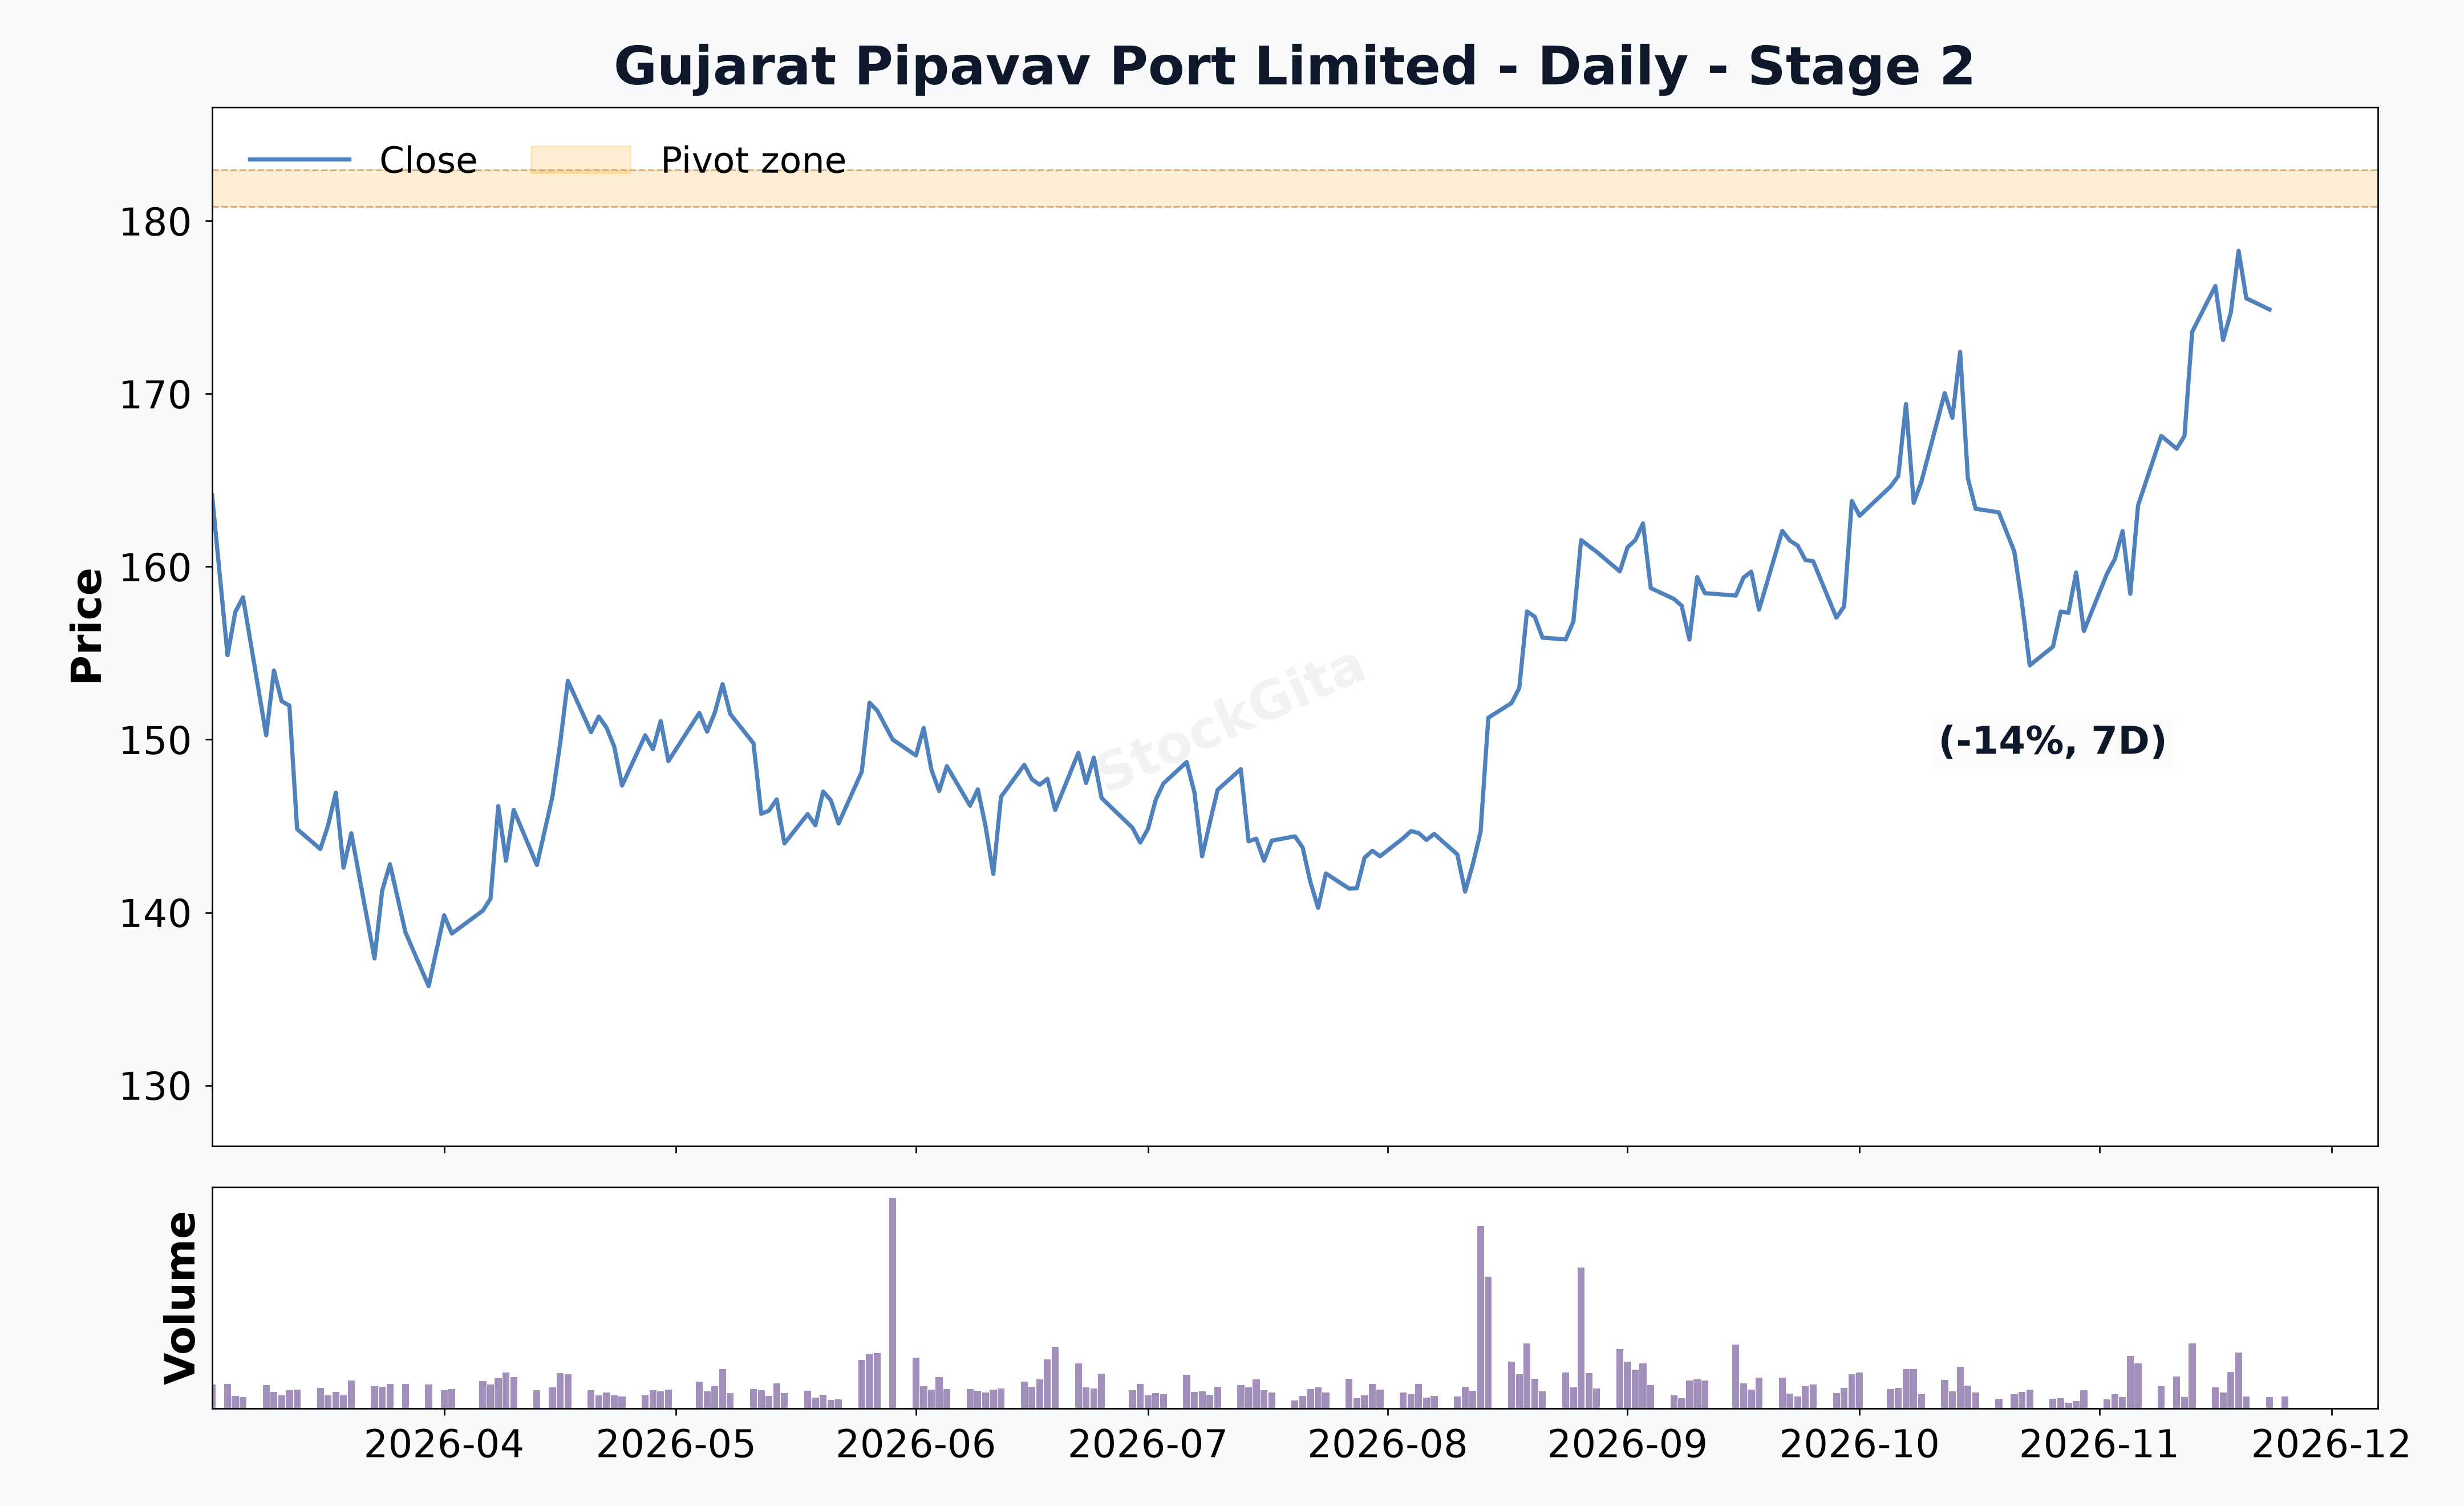 Gujarat Pipavav Port Limited - Daily - Stage 2
Close
Pivot zone
Price
180
170
160
150
140
130
StockGita
(-14%, 7D)
Volume
2026-04
2026-05
2026-06
2026-07
2026-08
2026-09
2026-10
2026-11
2026-12